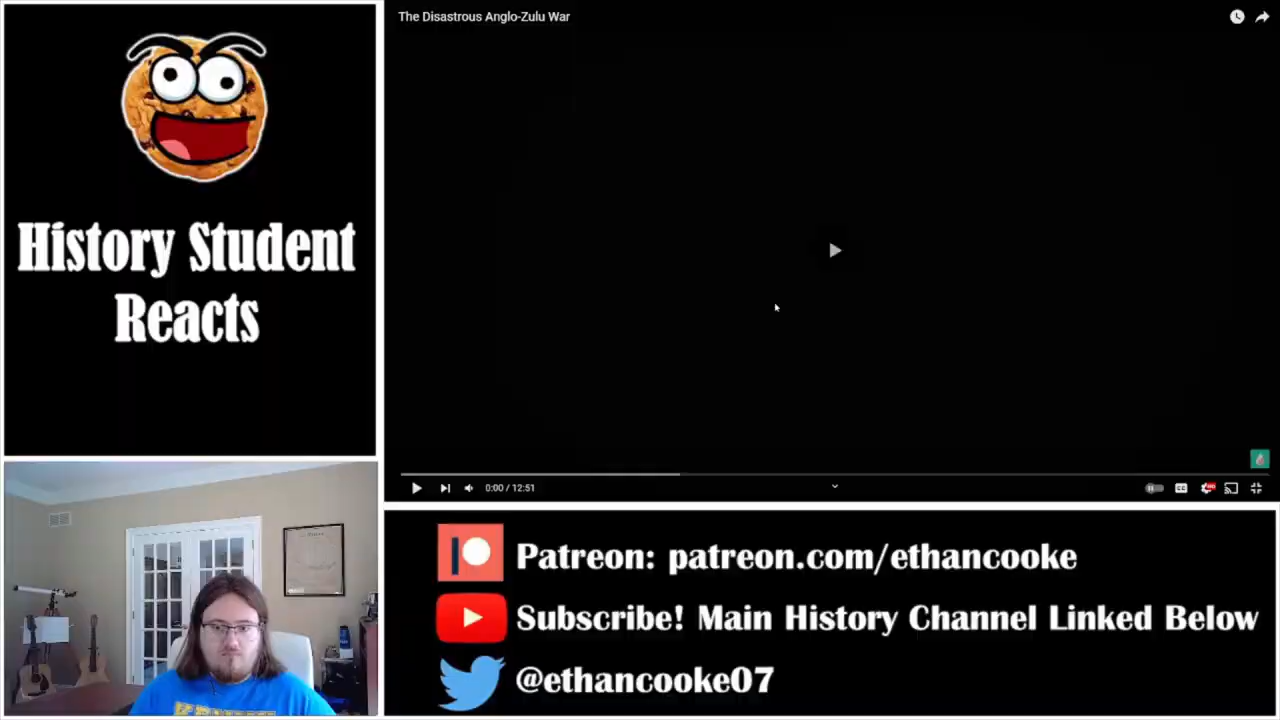 The Disastrous Anglo-Zulu War
History Student
Reacts
0:00 / 12:51
CC
Patreon: patreon.com/ethancooke
Subscribe! Main History Channel Linked Below
@ethancooke07